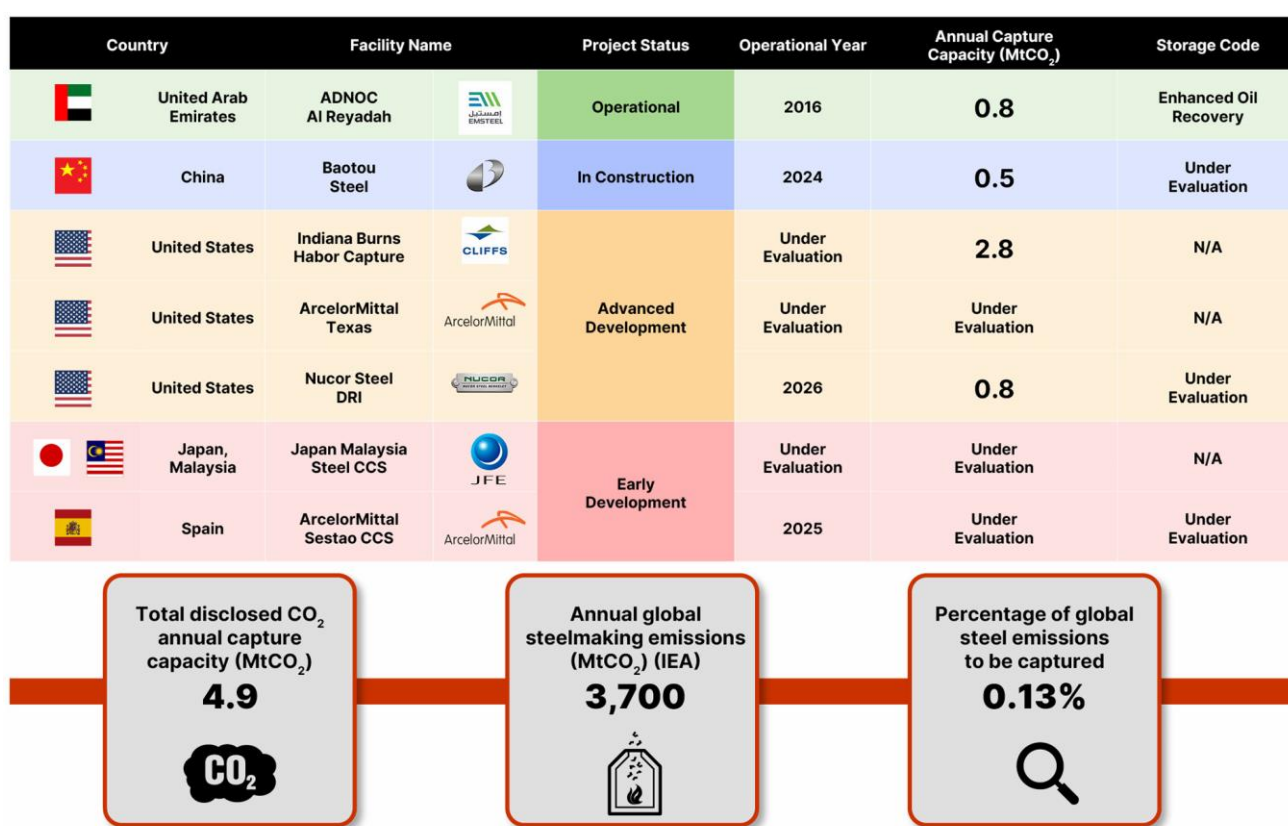 Country Facility Name Project Status Operational Year Annual Capture Capacity (MtCO₂) Storage Code
United Arab Emirates ADNOC Al Reyadah امستيل EMSTEEL Operational 2016 0.8 Enhanced Oil Recovery
China Baotou Steel In Construction 2024 0.5 Under Evaluation
United States Indiana Burns Habor Capture CLIFFS Under Evaluation 2.8 N/A
United States ArcelorMittal Texas ArcelorMittal Advanced Development Under Evaluation Under Evaluation N/A
United States Nucor Steel DRI NUCOR 2026 0.8 Under Evaluation
Japan, Malaysia Japan Malaysia Steel CCS JFE Early Development Under Evaluation Under Evaluation N/A
Spain ArcelorMittal Sestao CCS ArcelorMittal 2025 Under Evaluation Under Evaluation
Total disclosed CO₂
annual capture
capacity (MtCO₂)
4.9
CO₂
Annual global
steelmaking emissions
(MtCO₂) (IEA)
3,700
Percentage of global
steel emissions
to be captured
0.13%